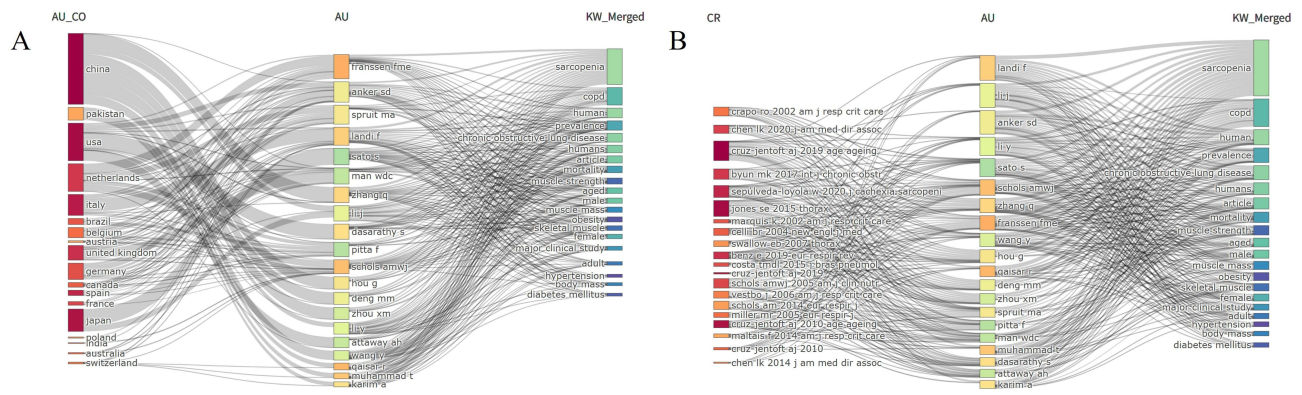 A
AU_CO
AU
KW_Merged
china
pakistan
usa
netherlands
italy
brazil
belgium
austria
united kingdom
germany
canada
spain
france
japan
poland
india
australia
switzerland
franssen fme
anker sd
spruit ma
landi f
sato s
man wdc
zhang q
li j
dasarathy s
pitta f
schols amwj
hou g
deng mm
zhou xm
li y
attaway ah
wang y
qaisar r
muhammad t
karim a
sarcopenia
copd
human
prevalence
chronic obstructive lung disease
humans
article
mortality
muscle strength
aged
male
muscle mass
obesity
skeletal muscle
female
major clinical study
adult
hypertension
body mass
diabetes mellitus
B
CR
AU
KW_Merged
crapo ro 2002 am j resp crit care
chen lk 2020 j am med dir assoc
cruz-jentoft aj 2019 age ageing
byun mk 2017 int j chronic obstr
sepúlveda-loyolaw 2020 j cachexia sarcopeni
jones se 2015 thorax
marquis k 2002 am j resp crit care
celli br 2004 new engl j med
swallow eb 2007 thorax
benz e 2019 eur respir rev
costa tmdl 2015 j bras pneumol
cruz-jentoft aj 2019
schols amwj 2005 am j clin nutr
vestbo j 2006 am j resp crit care
schols am 2014 eur respir j
miller mr 2005 eur respir j
cruz-jentoft aj 2010 age ageing
maltais f 2014 am j resp crit care
cruz-jentoft aj 2010
chen lk 2014 j am med dir assoc
landi f
li j
anker sd
li y
sato s
schols amwj
zhang q
franssen fme
wang y
hou g
qaisar r
deng mm
zhou xm
spruit ma
pitta f
man wdc
muhammad t
dasarathy s
attaway ah
karim a
sarcopenia
copd
human
prevalence
chronic obstructive lung disease
humans
article
mortality
muscle strength
aged
male
muscle mass
obesity
skeletal muscle
female
major clinical study
adult
hypertension
body mass
diabetes mellitus